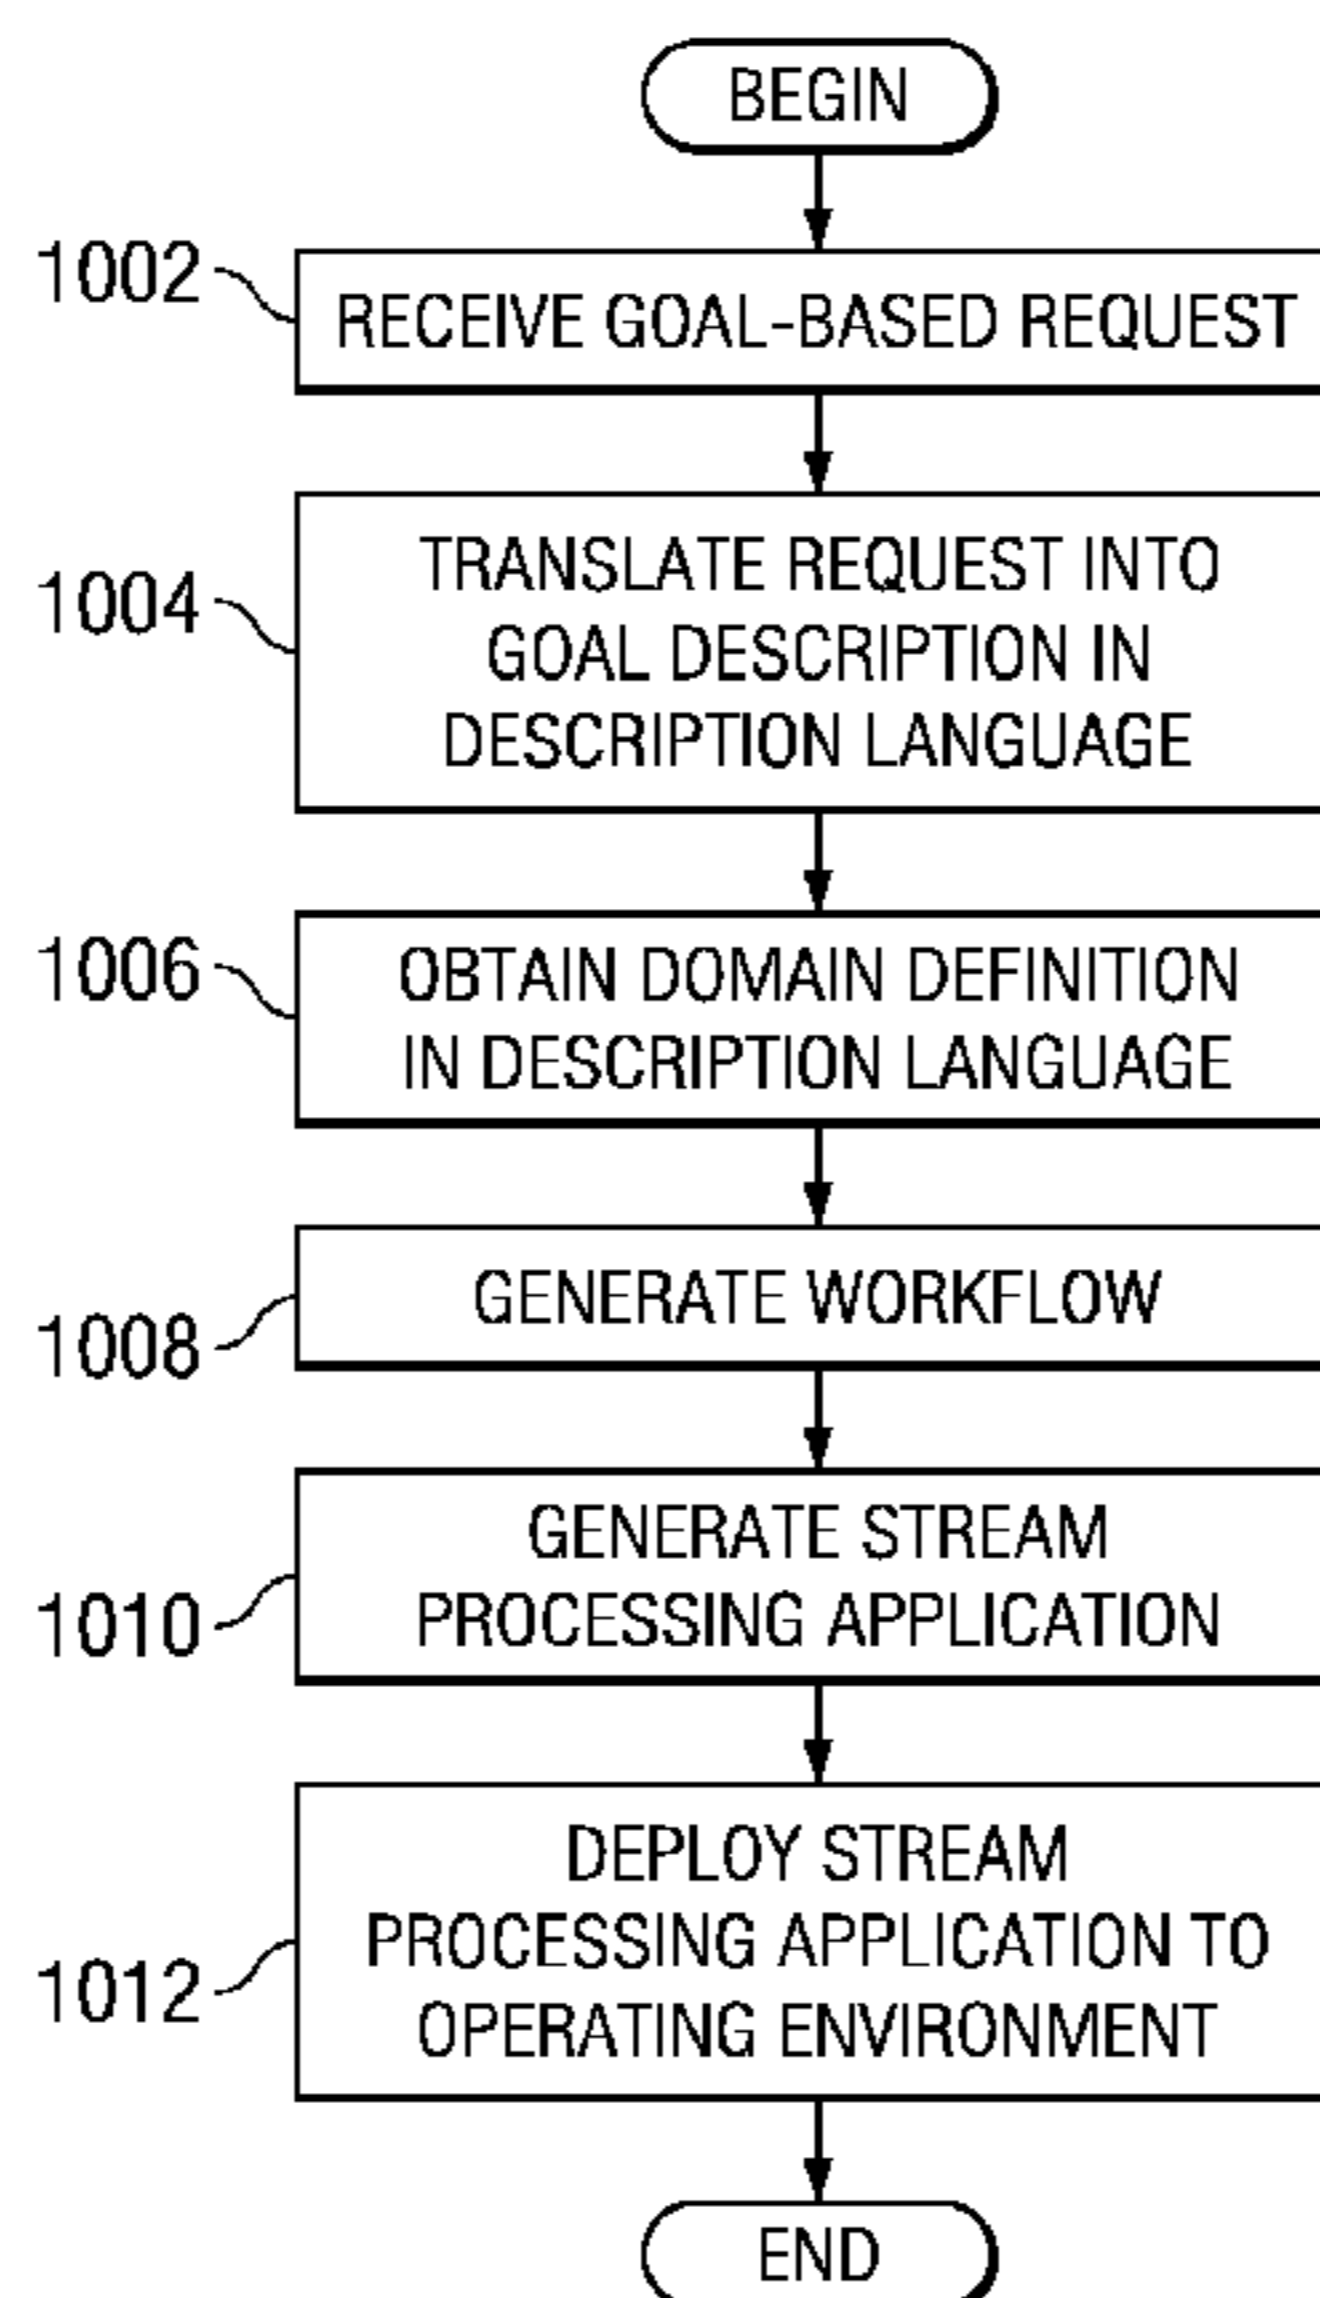 BEGIN
1002
RECEIVE GOAL-BASED REQUEST
1004
TRANSLATE REQUEST INTO
GOAL DESCRIPTION IN
DESCRIPTION LANGUAGE
1006
OBTAIN DOMAIN DEFINITION
IN DESCRIPTION LANGUAGE
1008
GENERATE WORKFLOW
1010
GENERATE STREAM
PROCESSING APPLICATION
1012
DEPLOY STREAM
PROCESSING APPLICATION TO
OPERATING ENVIRONMENT
END